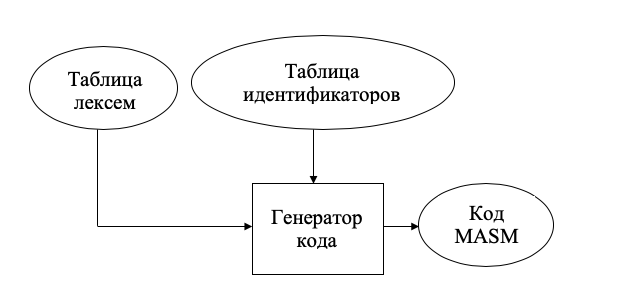 Таблица
лексем
Таблица
идентификаторов
Генератор
кода
Код
MASM